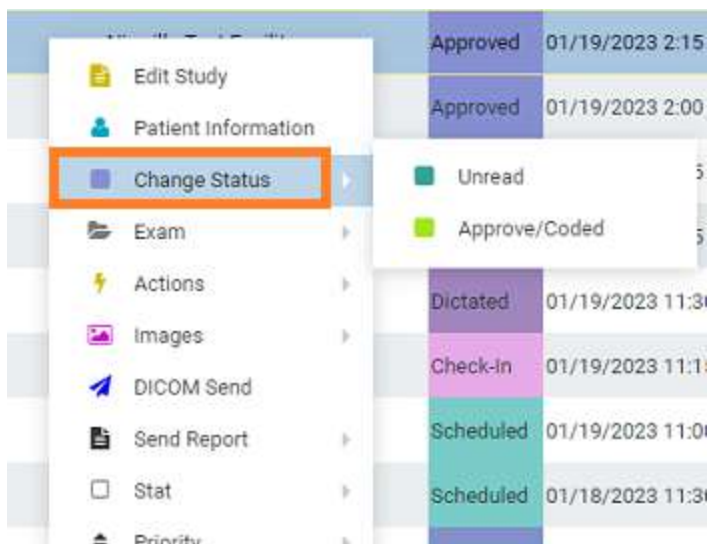 Approved 01/19/2023 2:15
Edit Study
Approved 01/19/2023 2:00
Patient Information
Change Status
Unread
Exam
Approve/Coded
Actions
Dictated 01/19/2023 11:30
Images
Check-In 01/19/2023 11:15
DICOM Send
Send Report
Scheduled 01/19/2023 11:00
Stat
Scheduled 01/18/2023 11:30
Priority